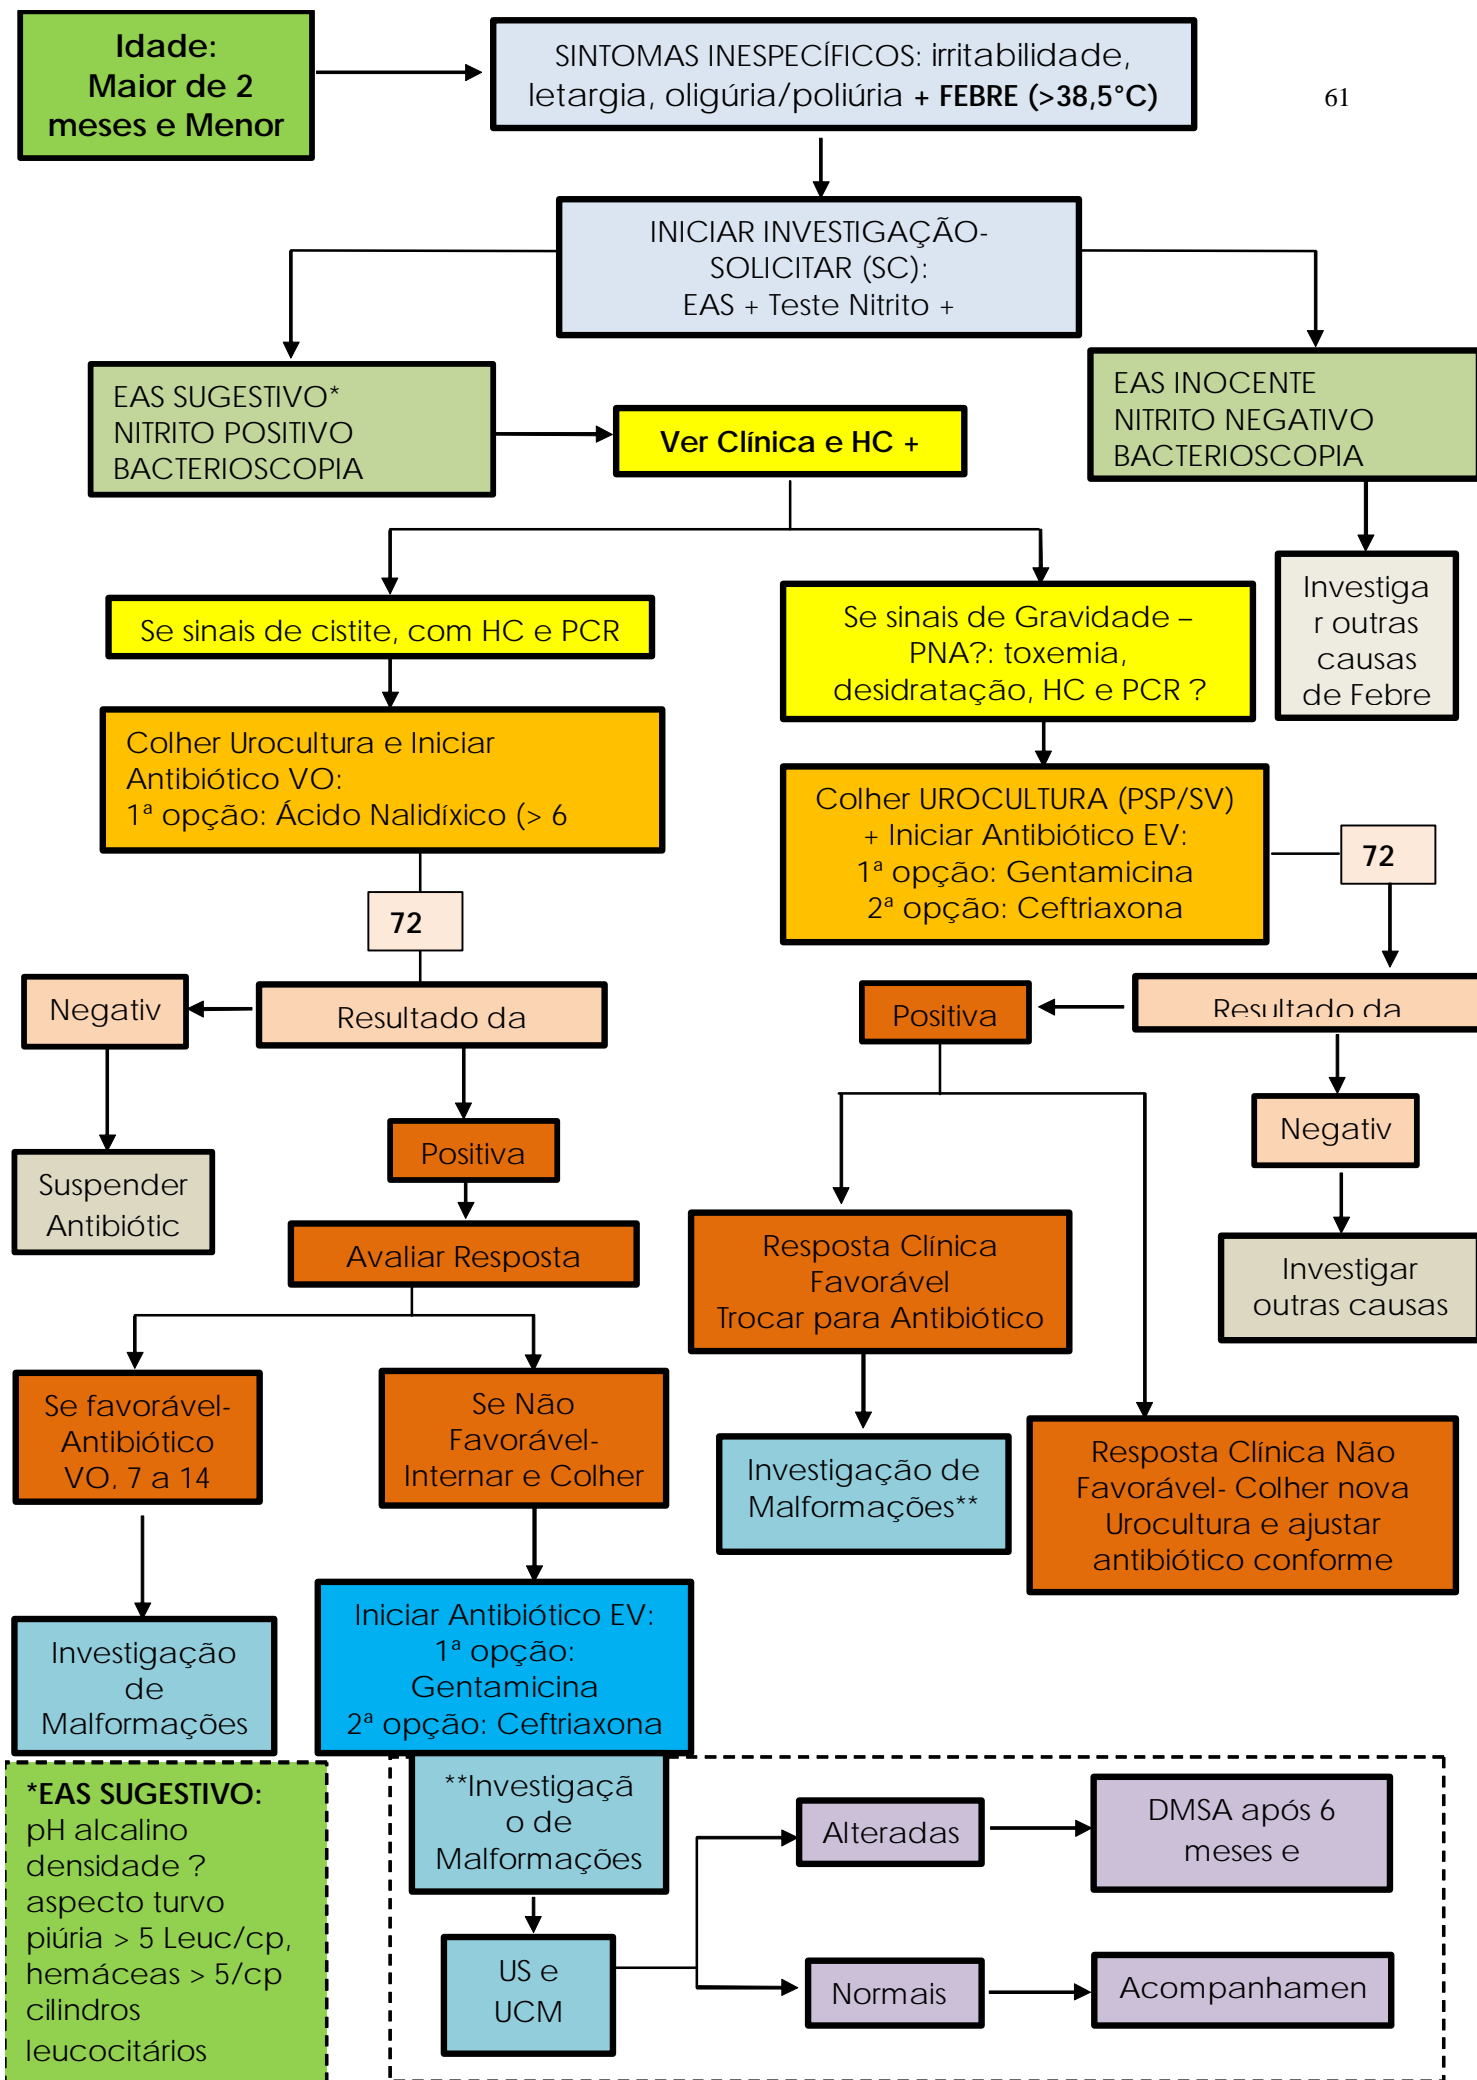 Idade:
Maior de 2
meses e Menor
SINTOMAS INESPECÍFICOS: irritabilidade,
letargia, oligúria/poliúria + FEBRE (>38,5°C)
61
INICIAR INVESTIGAÇÃO-
SOLICITAR (SC):
EAS + Teste Nitrito +
EAS SUGESTIVO*
NITRITO POSITIVO
BACTERIOSCOPIA
Ver Clínica e HC +
EAS INOCENTE
NITRITO NEGATIVO
BACTERIOSCOPIA
Investiga
r outras
causas
de Febre
Se sinais de cistite, com HC e PCR
Se sinais de Gravidade –
PNA?: toxemia,
desidratação, HC e PCR ?
Colher Urocultura e Iniciar
Antibiótico VO:
1ª opção: Ácido Nalidíxico (> 6
Colher UROCULTURA (PSP/SV)
+ Iniciar Antibiótico EV:
1ª opção: Gentamicina
2ª opção: Ceftriaxona
72
72
Negativ
Resultado da
Positiva
Resultado da
Suspender
Antibiótic
Positiva
Negativ
Avaliar Resposta
Resposta Clínica
Favorável
Trocar para Antibiótico
Investigar
outras causas
Se favorável-
Antibiótico
VO, 7 a 14
Se Não
Favorável-
Internar e Colher
Investigação de
Malformações**
Resposta Clínica Não
Favorável- Colher nova
Urocultura e ajustar
antibiótico conforme
Investigação
de
Malformações
Iniciar Antibiótico EV:
1ª opção:
Gentamicina
2ª opção: Ceftriaxona
*EAS SUGESTIVO:
pH alcalino
densidade ?
aspecto turvo
piúria > 5 Leuc/cp,
hemáceas > 5/cp
cilindros
leucocitários
**Investigaçã
o de
Malformações
US e
UCM
Alteradas
DMSA após 6
meses e
Normais
Acompanhamen